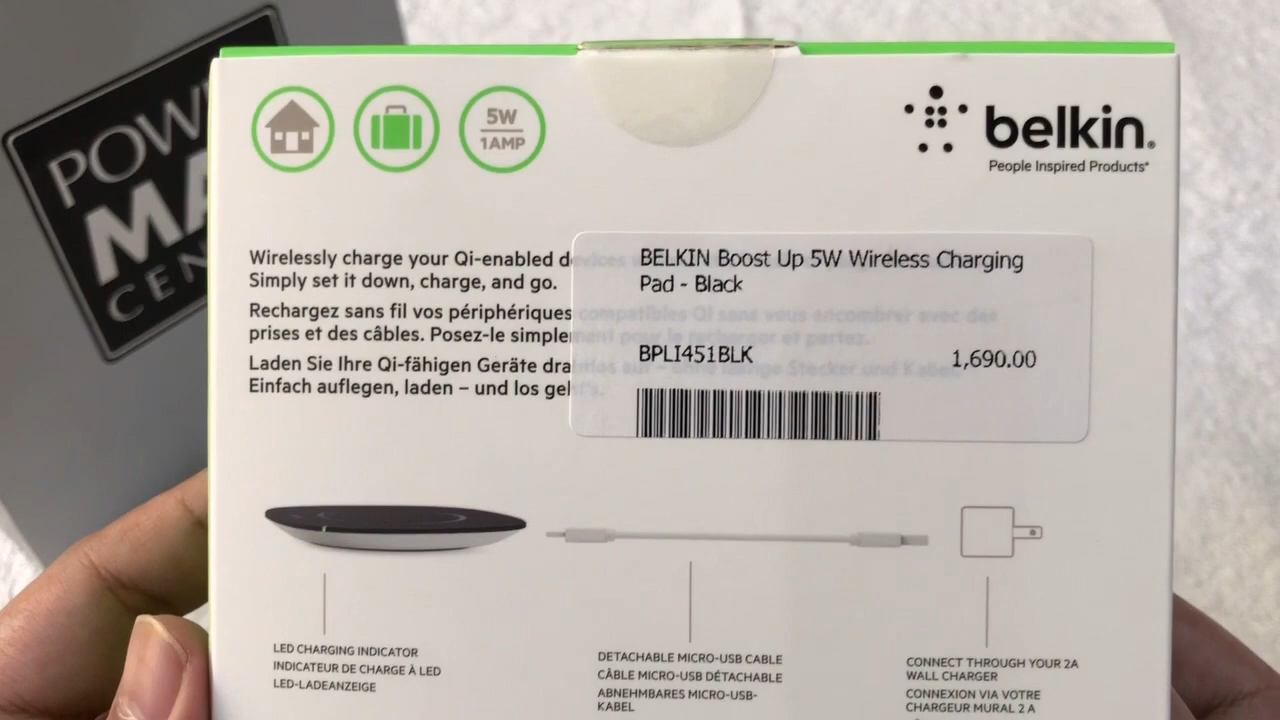 POW
MA
CEN
5W
1AMP
belkin.
People Inspired Products®
Wirelessly charge your Qi-enabled devices
Simply set it down, charge, and go.
Rechargez sans fil vos périphériques compatibles Qi sans vous encombrer avec des
prises et des câbles. Posez-le simplement pour le recharger et partez.
Laden Sie Ihre Qi-fähigen Geräte drahtlos auf – ohne lästige Stecker und Kabel.
Einfach auflegen, laden – und los geht's.
BELKIN Boost Up 5W Wireless Charging
Pad - Black
BPLI451BLK
1,690.00
LED CHARGING INDICATOR
INDICATEUR DE CHARGE À LED
LED-LADEANZEIGE
DETACHABLE MICRO-USB CABLE
CÂBLE MICRO-USB DÉTACHABLE
ABNEHMBARES MICRO-USB-
KABEL
CONNECT THROUGH YOUR 2A
WALL CHARGER
CONNEXION VIA VOTRE
CHARGEUR MURAL 2 A